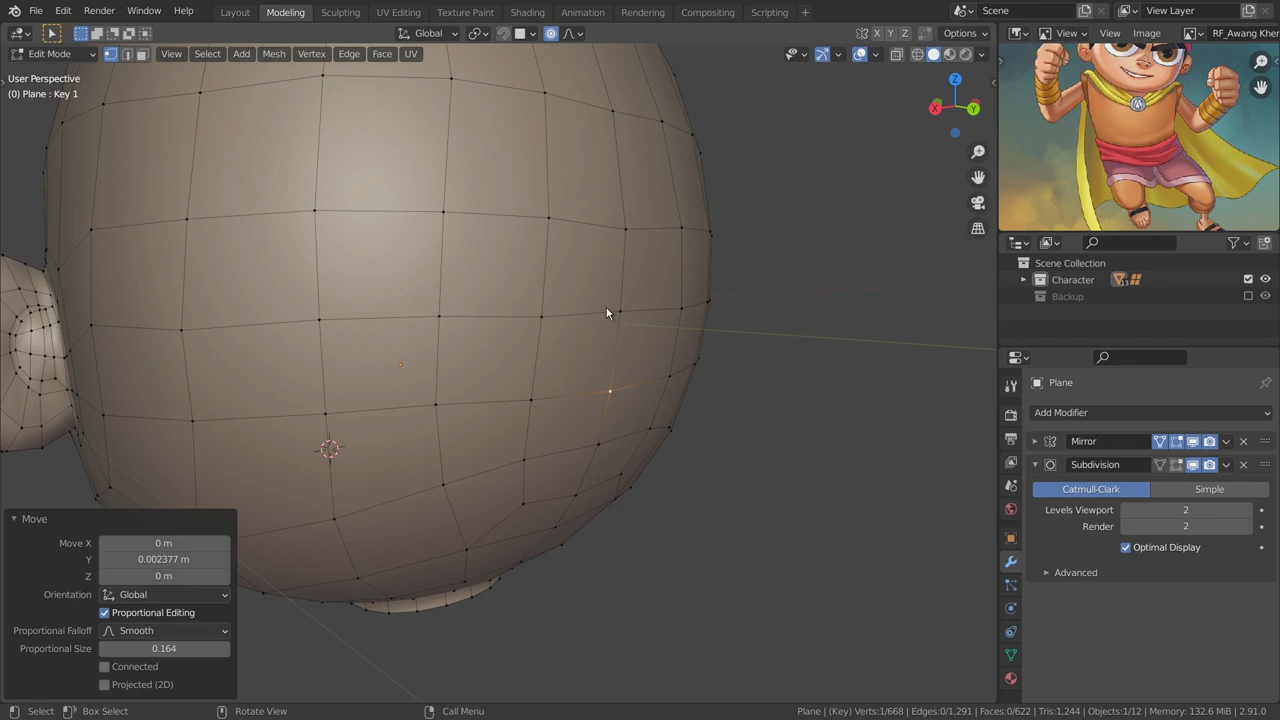 File Edit Render Window Help Layout Modeling Sculpting UV Editing Texture Paint Shading Animation Rendering Compositing Scripting + Scene View Layer
Global X Y Z Options View View Image RF_Awang Kher
Edit Mode View Select Add Mesh Vertex Edge Face UV
User Perspective
(0) Plane : Key 1
Z
X Y
Scene Collection
Character 13
Backup
Plane
Add Modifier
Mirror
Subdivision
Catmull-Clark Simple
Levels Viewport 2
Render 2
Optimal Display
Advanced
Move
Move X 0 m
Y 0.002377 m
Z 0 m
Orientation Global
Proportional Editing
Proportional Falloff Smooth
Proportional Size 0.164
Connected
Projected (2D)
Select Box Select Rotate View Call Menu Plane | (Key) Verts:1/668 | Edges:0/1,291 | Faces:0/622 | Tris:1,244 | Objects:1/12 | Memory: 132.6 MiB | 2.91.0